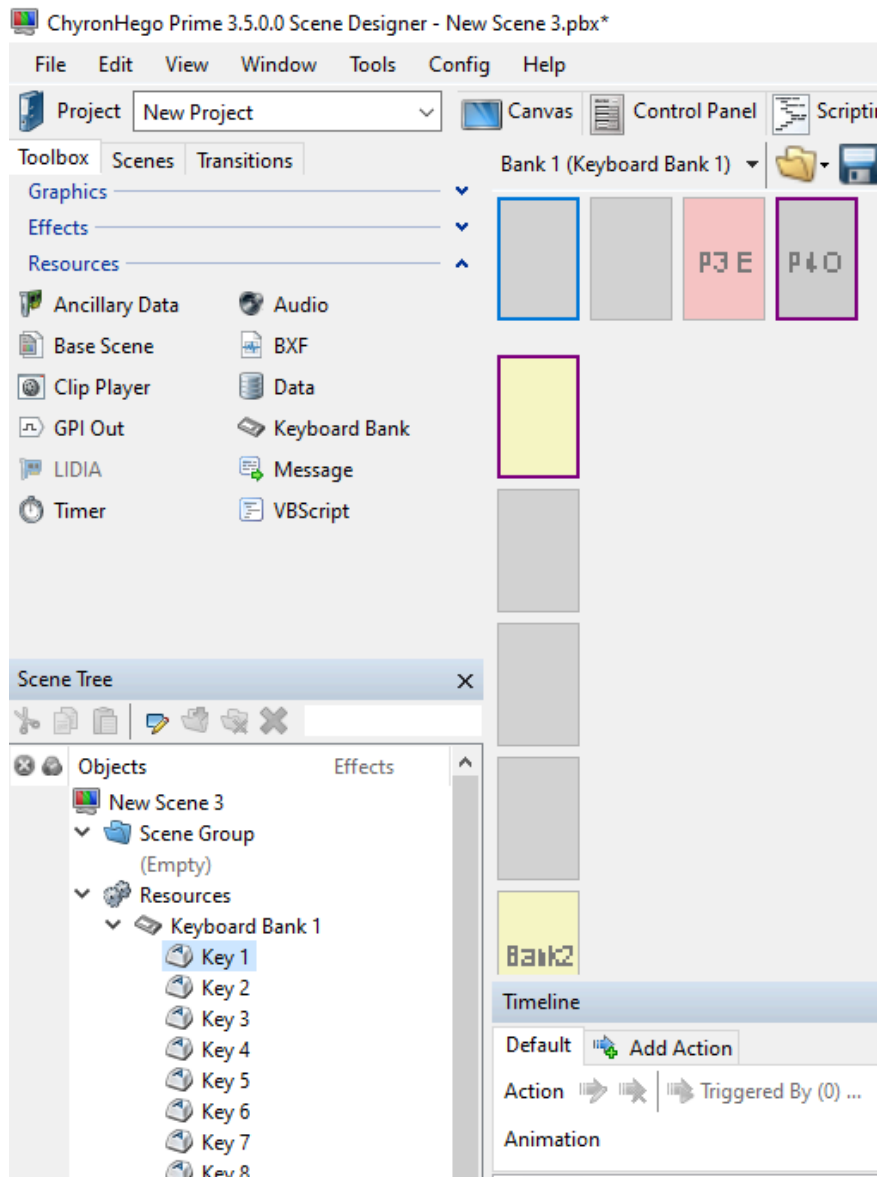 ChyronHego Prime 3.5.0.0 Scene Designer - New Scene 3.pbx*
File Edit View Window Tools Config Help
Project New Project Canvas Control Panel
Toolbox Scenes Transitions
Bank 1 (Keyboard Bank 1)
Graphics
Effects
Resources
P3 E
Ancillary Data Audio
Base Scene BXF
Clip Player Data
GPI Out Keyboard Bank
LIDIA Message
Timer VBScript
Scene Tree
Objects Effects
New Scene 3
Scene Group
(Empty)
Resources
Keyboard Bank 1
Key 1
Key 2
Key 3
Key 4
Key 5
Key 6
Key 7
Key 8
Bank2
Timeline
Default Add Action
Action Triggered By (0) ...
Animation